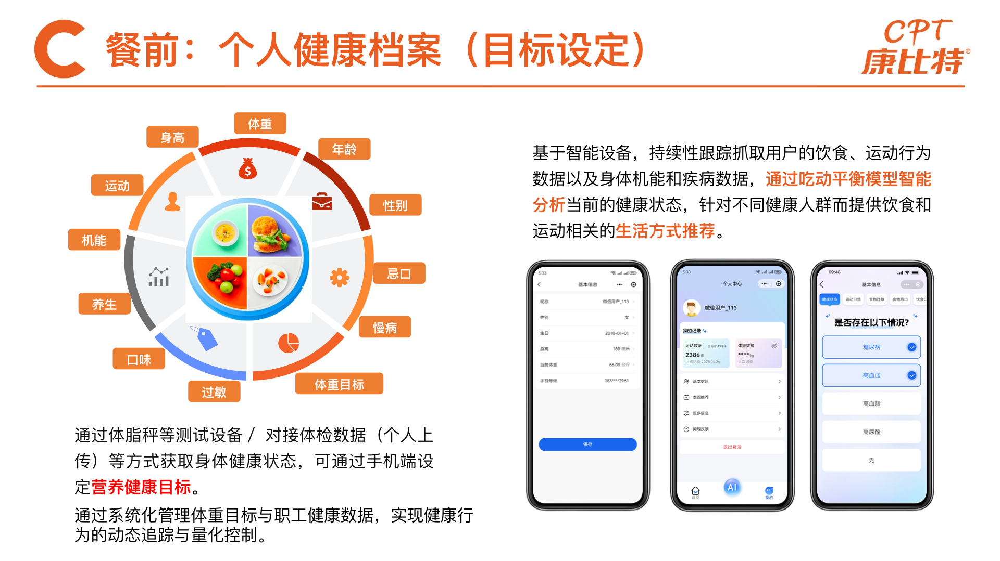 餐前：个人健康档案（目标设定）
CPT
康比特®
体重
身高
年龄
运动
性别
机能
忌口
养生
慢病
口味
体重目标
过敏
通过体脂秤等测试设备 / 对接体检数据（个人上
传）等方式获取身体健康状态，可通过手机端设
定营养健康目标。
通过系统化管理体重目标与职工健康数据，实现健康行
为的动态追踪与量化控制。
基于智能设备，持续性跟踪抓取用户的饮食、运动行为
数据以及身体机能和疾病数据，通过吃动平衡模型智能
分析当前的健康状态，针对不同健康人群而提供饮食和
运动相关的生活方式推荐。
5:33
基本信息
昵称 微信用户_113
性别 女
生日 2010-01-01
身高 180 厘米
当前体重 66.00 公斤
手机号码 183****2961
保存
5:33
个人中心
微信用户_113
我的记录
运动数据 日消耗119千卡
2386 步
上次记录 2025.04.24
体重数据
**** kg
上次记录
基本信息
本周推荐
更多信息
问题反馈
退出登录
首页
AI
我的
09:48
基本信息
健康状态 运动习惯 食物过敏 食物忌口 饮食口
是否存在以下情况?
糖尿病
高血压
高血脂
高尿酸
无